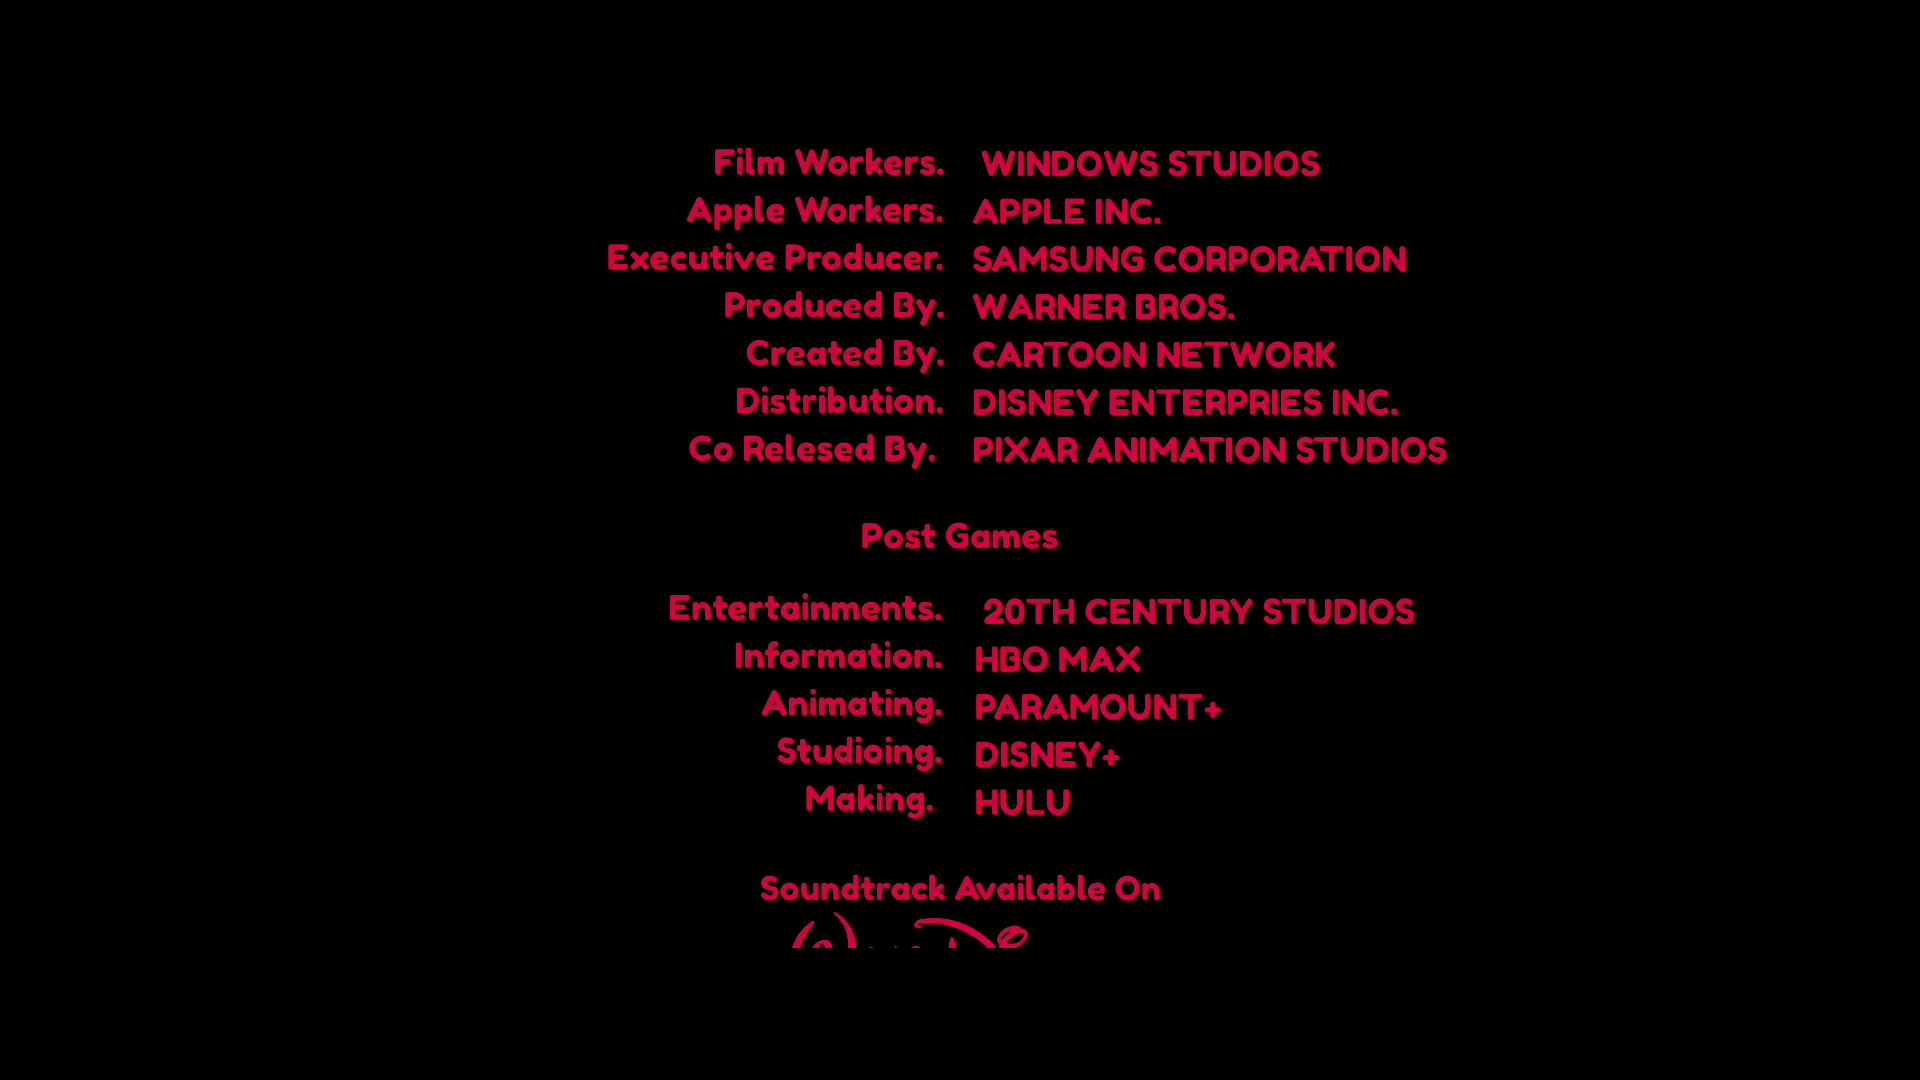 Film Workers. WINDOWS STUDIOS
Apple Workers. APPLE INC.
Executive Producer. SAMSUNG CORPORATION
Produced By. WARNER BROS.
Created By. CARTOON NETWORK
Distribution. DISNEY ENTERPRIES INC.
Co Relesed By. PIXAR ANIMATION STUDIOS
Post Games
Entertainments. 20TH CENTURY STUDIOS
Information. HBO MAX
Animating. PARAMOUNT+
Studioing. DISNEY+
Making. HULU
Soundtrack Available On